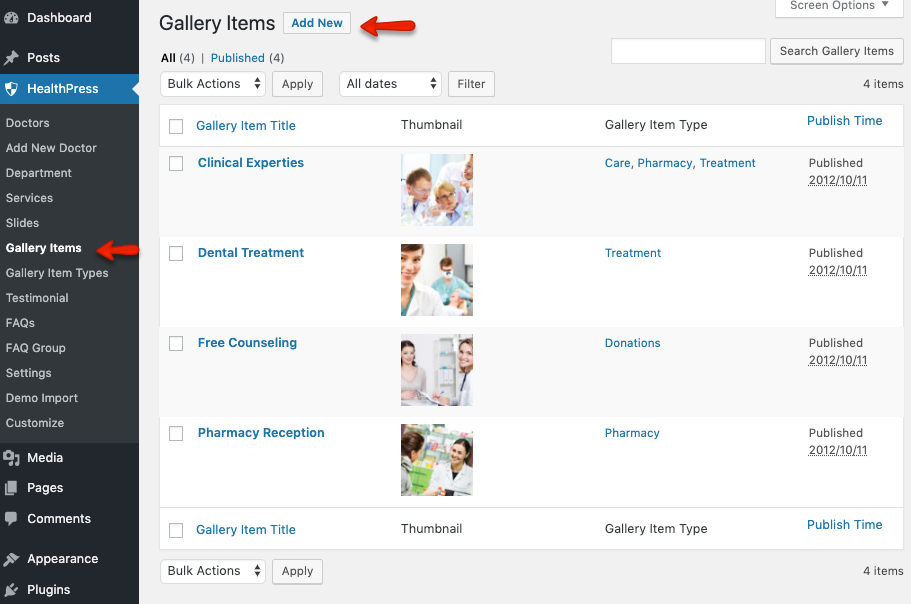 Dashboard
Posts
HealthPress
Doctors
Add New Doctor
Department
Services
Slides
Gallery Items
Gallery Item Types
Testimonial
FAQs
FAQ Group
Settings
Demo Import
Customize
Media
Pages
Comments
Appearance
Plugins
Screen Options ▼
Gallery Items Add New
All (4) | Published (4)
Search Gallery Items
Bulk Actions Apply All dates Filter 4 items
Gallery Item Title Thumbnail Gallery Item Type Publish Time
Clinical Experties Care, Pharmacy, Treatment Published
2012/10/11
Dental Treatment Treatment Published
2012/10/11
Free Counseling Donations Published
2012/10/11
Pharmacy Reception Pharmacy Published
2012/10/11
Gallery Item Title Thumbnail Gallery Item Type Publish Time
Bulk Actions Apply 4 items